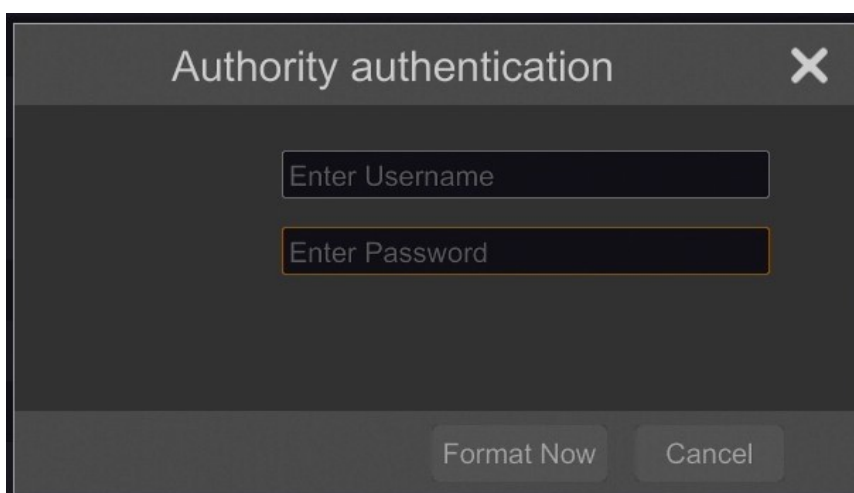 Authority authentication
Enter Username
Enter Password
Format Now
Cancel